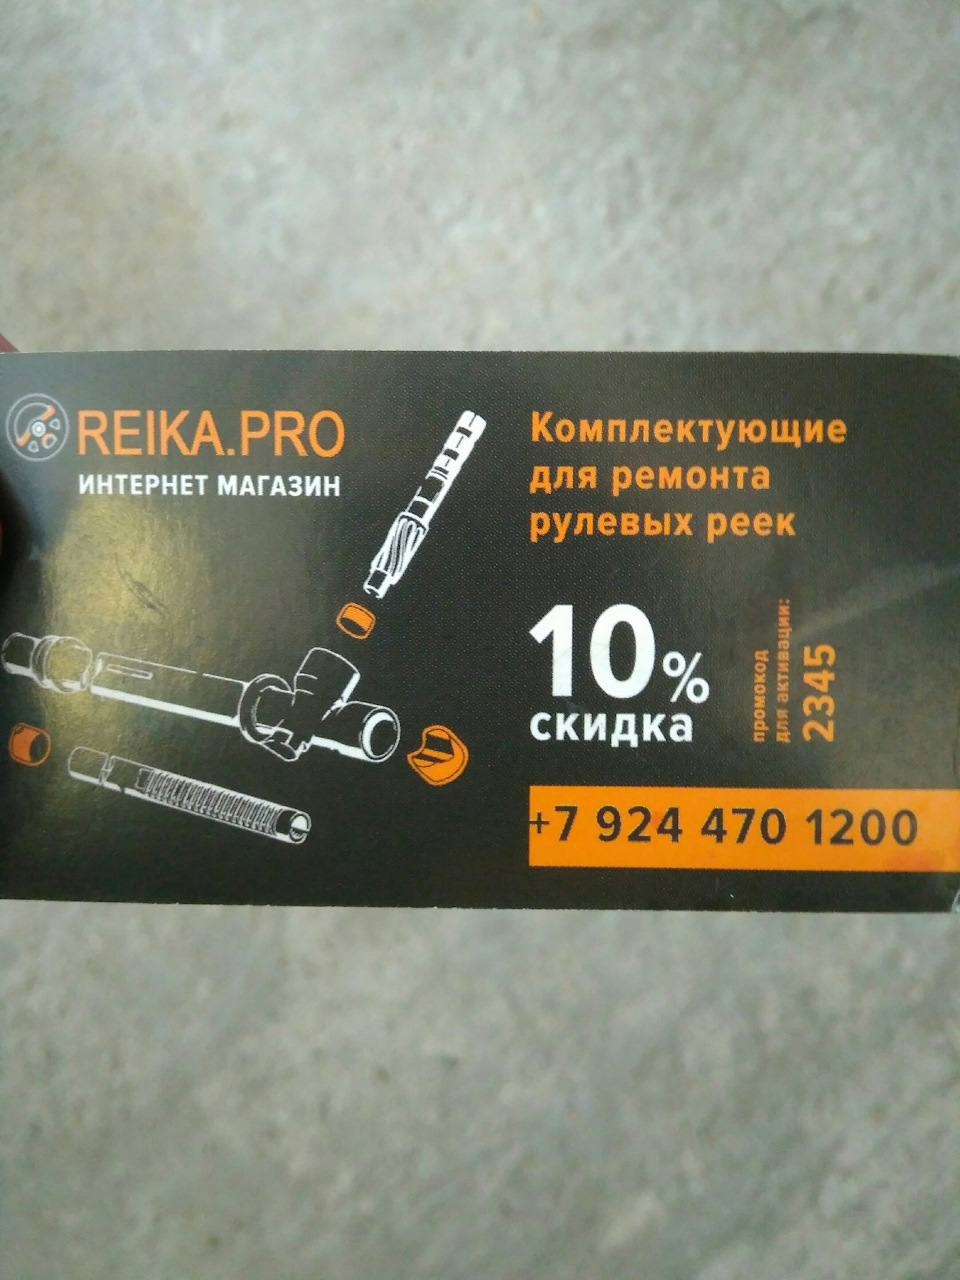 REIKA.PRO
ИНТЕРНЕТ МАГАЗИН
Комплектующие
для ремонта
рулевых реек
10%
скидка
промокод
для активации:
2345
+7 924 470 1200